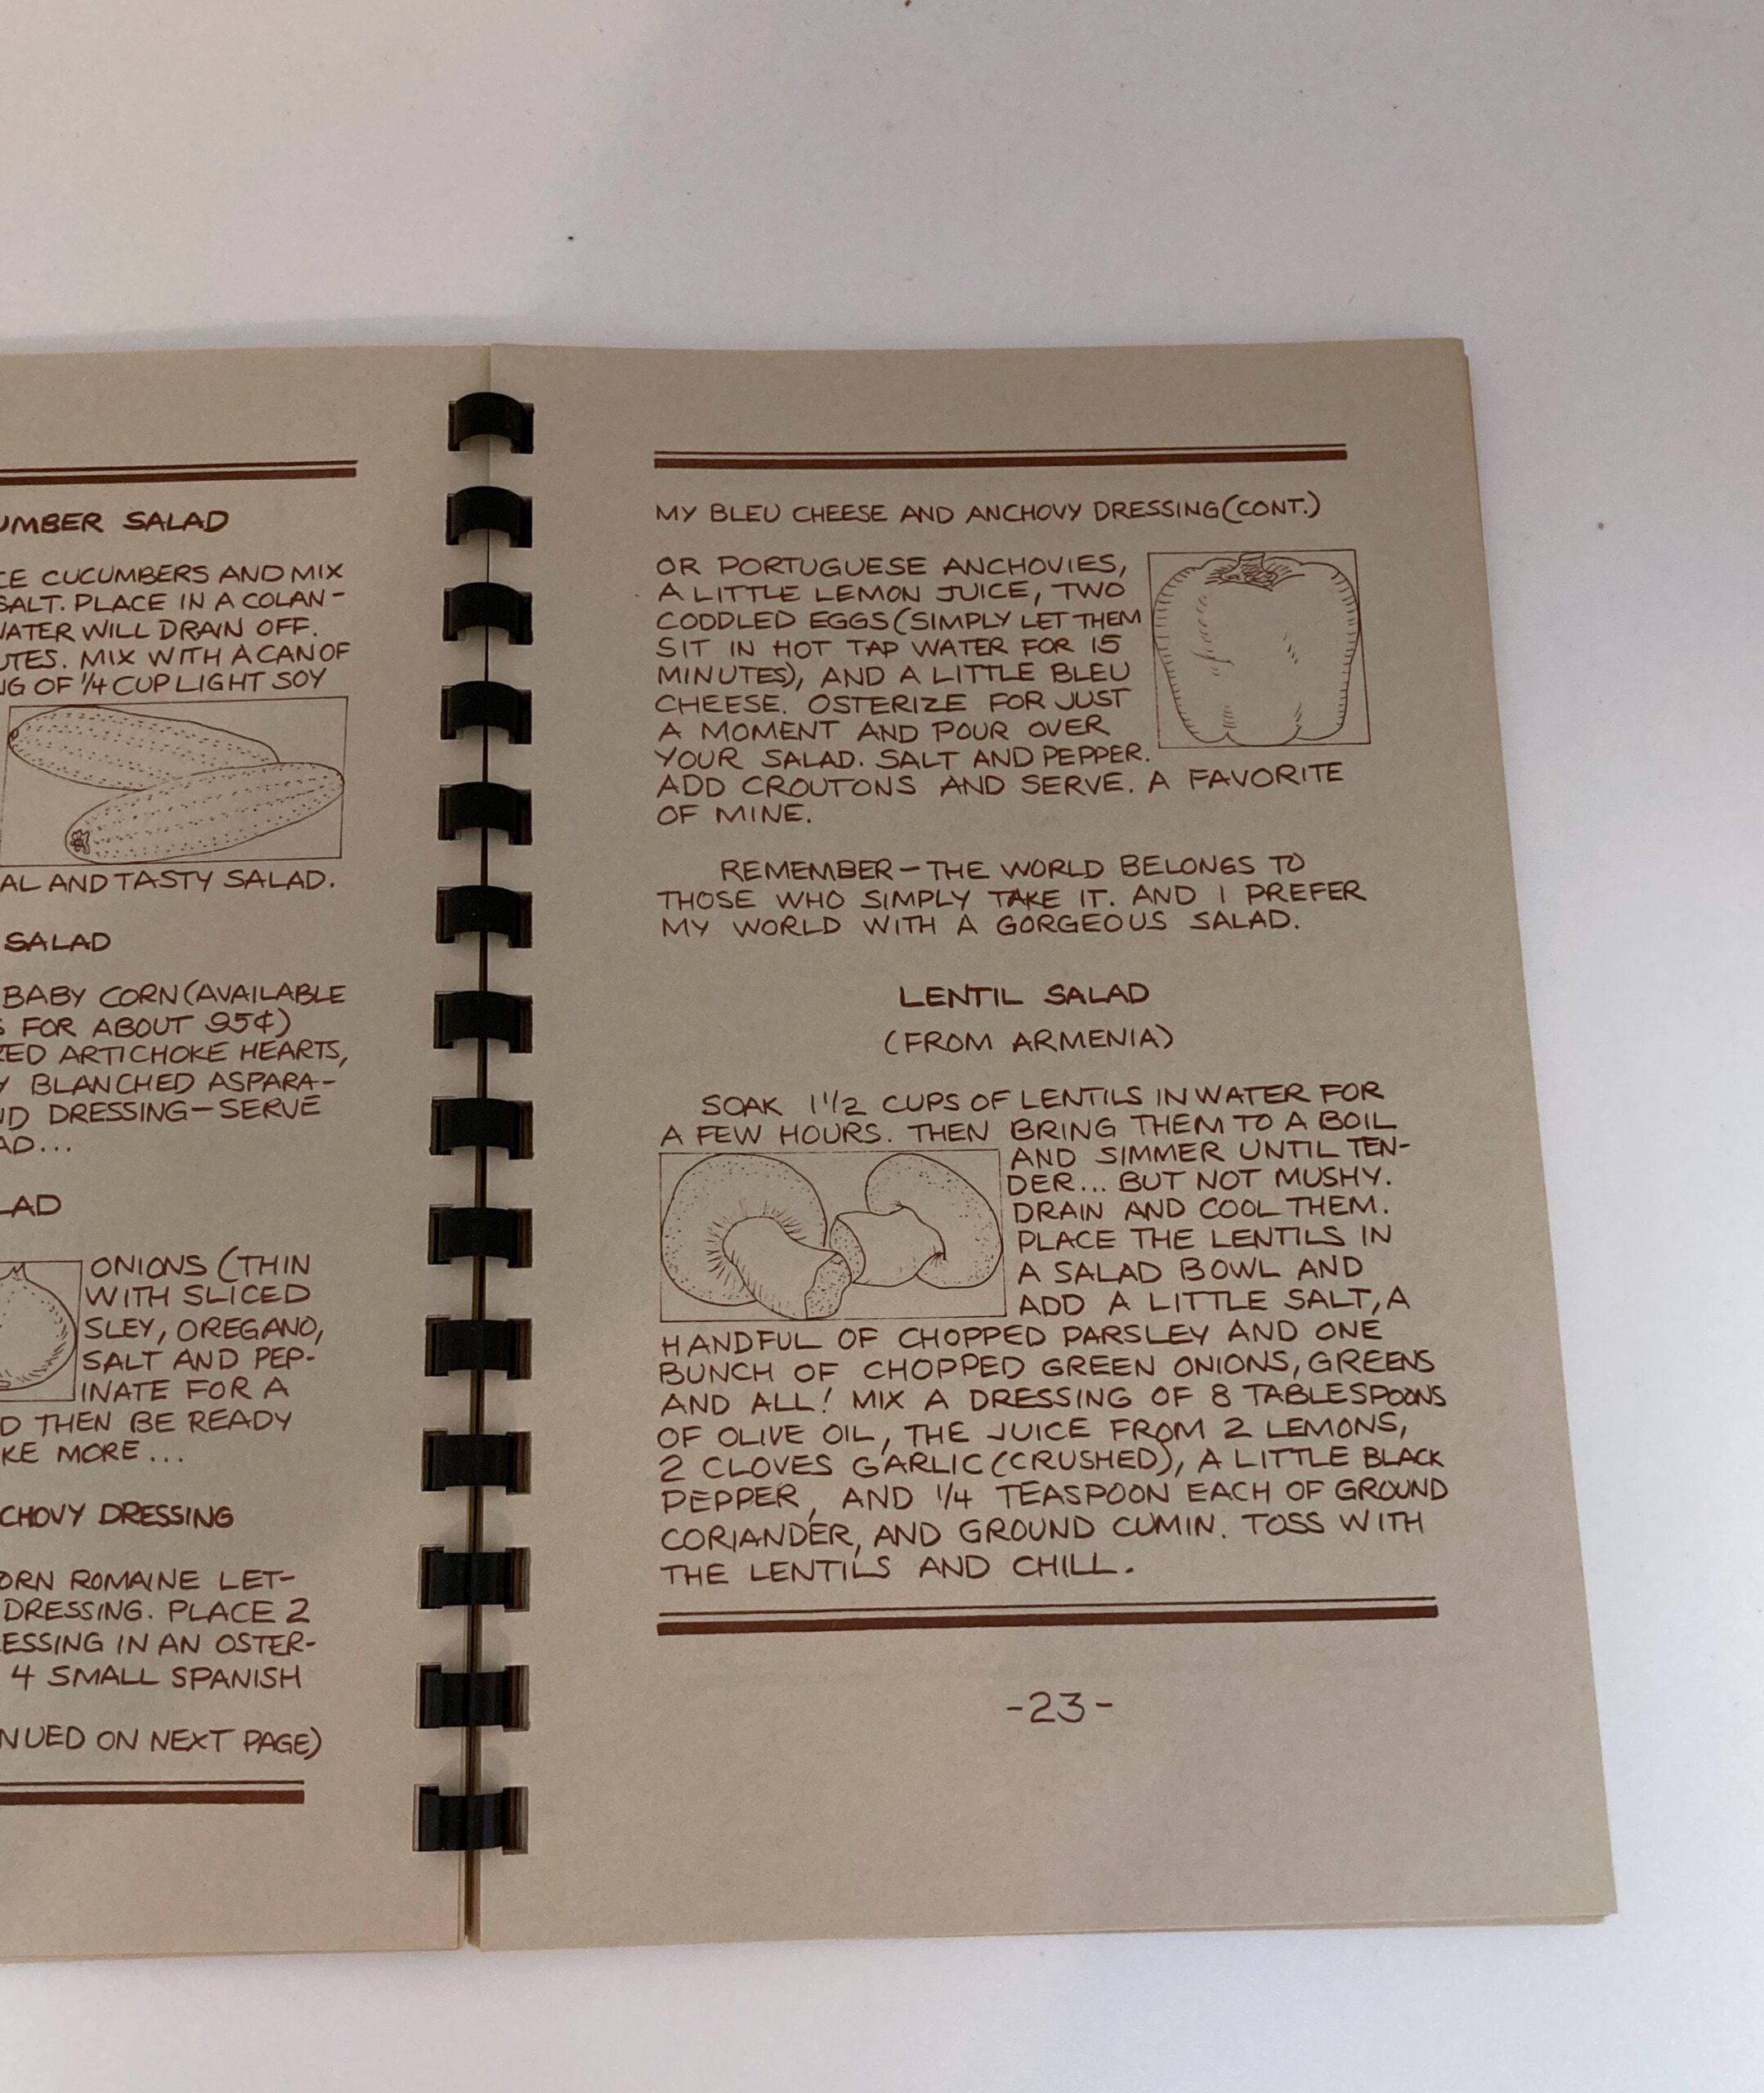 UMBER SALAD
CE CUCUMBERS AND MIX
SALT. PLACE IN A COLAN-
WATER WILL DRAIN OFF.
UTES. MIX WITH A CAN OF
NG OF 1/4 CUP LIGHT SOY
AL AND TASTY SALAD.
SALAD
BABY CORN (AVAILABLE
S FOR ABOUT 95¢)
RED ARTICHOKE HEARTS,
Y BLANCHED ASPARA-
ND DRESSING - SERVE
AD...
LAD
ONIONS (THIN
WITH SLICED
SLEY, OREGANO,
SALT AND PEP-
INATE FOR A
D THEN BE READY
KE MORE...
CHOVY DRESSING
ORN ROMAINE LET-
DRESSING. PLACE 2
ESSING IN AN OSTER-
4 SMALL SPANISH
NUED ON NEXT PAGE)
MY BLEU CHEESE AND ANCHOVY DRESSING (CONT.)
OR PORTUGUESE ANCHOVIES,
A LITTLE LEMON JUICE, TWO
CODDLED EGGS (SIMPLY LET THEM
SIT IN HOT TAP WATER FOR 15
MINUTES), AND A LITTLE BLEU
CHEESE. OSTERIZE FOR JUST
A MOMENT AND POUR OVER
YOUR SALAD. SALT AND PEPPER.
ADD CROUTONS AND SERVE. A FAVORITE
OF MINE.
REMEMBER - THE WORLD BELONGS TO
THOSE WHO SIMPLY TAKE IT. AND I PREFER
MY WORLD WITH A GORGEOUS SALAD.
LENTIL SALAD
(FROM ARMENIA)
SOAK 1 1/2 CUPS OF LENTILS IN WATER FOR
A FEW HOURS. THEN BRING THEM TO A BOIL
AND SIMMER UNTIL TEN-
DER... BUT NOT MUSHY.
DRAIN AND COOL THEM.
PLACE THE LENTILS IN
A SALAD BOWL AND
ADD A LITTLE SALT, A
HANDFUL OF CHOPPED PARSLEY AND ONE
BUNCH OF CHOPPED GREEN ONIONS, GREENS
AND ALL! MIX A DRESSING OF 8 TABLESPOONS
OF OLIVE OIL, THE JUICE FROM 2 LEMONS,
2 CLOVES GARLIC (CRUSHED), A LITTLE BLACK
PEPPER, AND 1/4 TEASPOON EACH OF GROUND
CORIANDER, AND GROUND CUMIN. TOSS WITH
THE LENTILS AND CHILL.
-23-